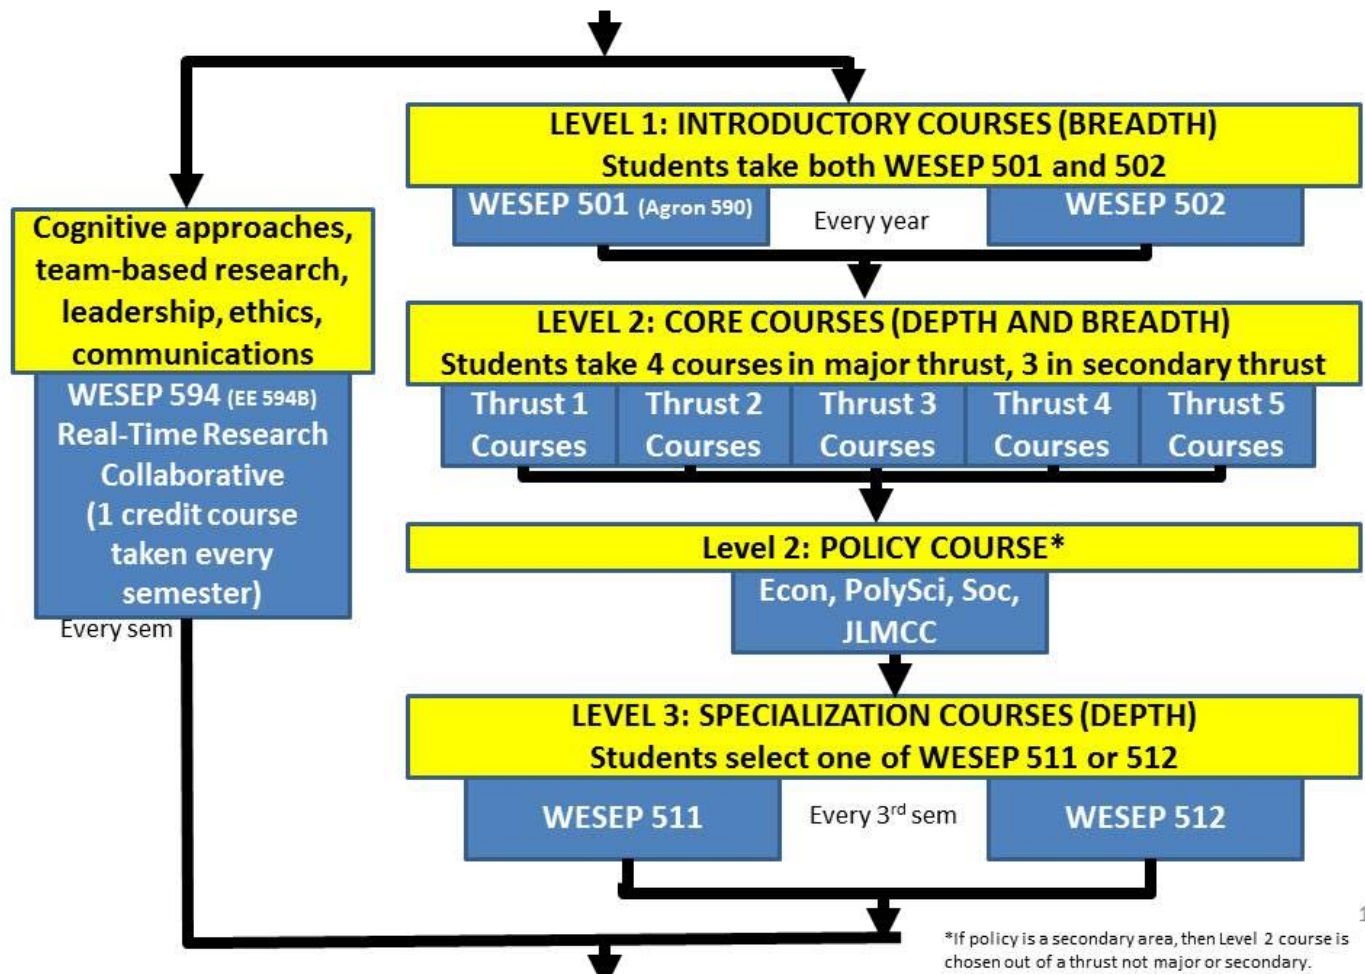 LEVEL 1: INTRODUCTORY COURSES (BREADTH)
Students take both WESEP 501 and 502
WESEP 501 (Agron 590)
Every year
WESEP 502
Cognitive approaches,
team-based research,
leadership, ethics,
communications
WESEP 594 (EE 594B)
Real-Time Research
Collaborative
(1 credit course
taken every
semester)
Every sem
LEVEL 2: CORE COURSES (DEPTH AND BREADTH)
Students take 4 courses in major thrust, 3 in secondary thrust
Thrust 1
Courses
Thrust 2
Courses
Thrust 3
Courses
Thrust 4
Courses
Thrust 5
Courses
Level 2: POLICY COURSE*
Econ, PolySci, Soc,
JLMCC
LEVEL 3: SPECIALIZATION COURSES (DEPTH)
Students select one of WESEP 511 or 512
WESEP 511
Every 3rd sem
WESEP 512
1
*If policy is a secondary area, then Level 2 course is
chosen out of a thrust not major or secondary.